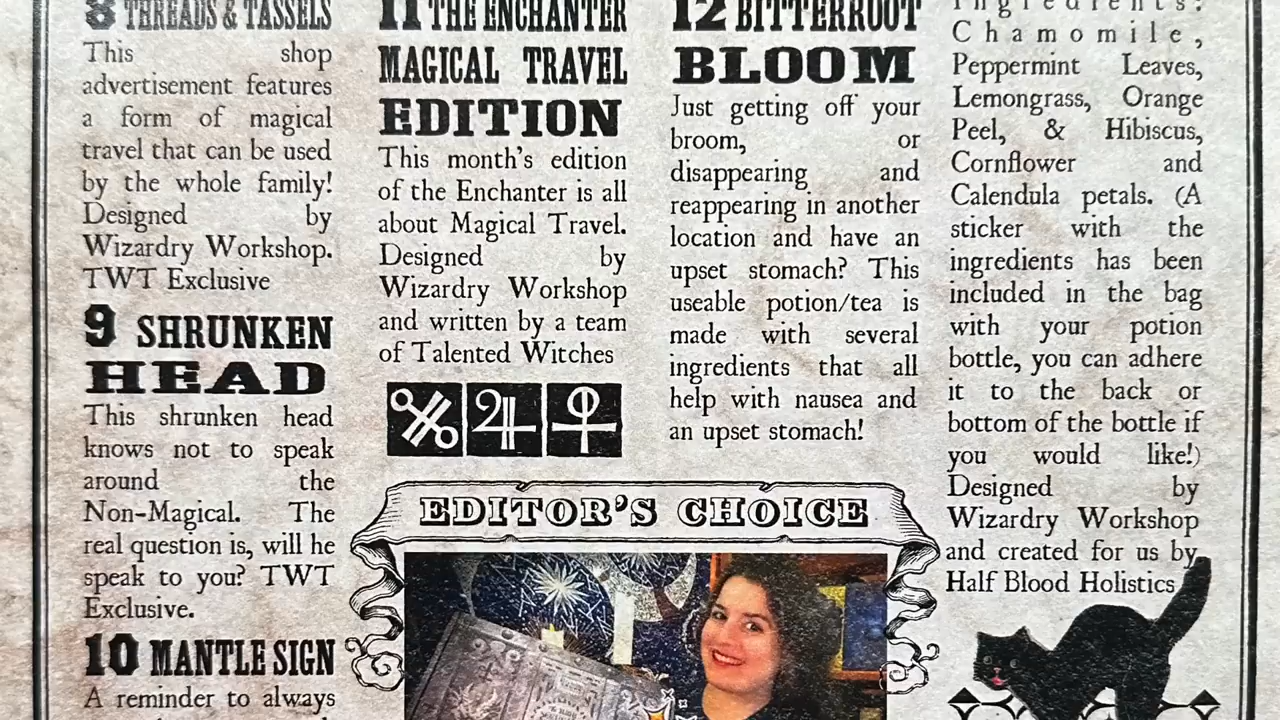 8 THREADS & TASSELS
This shop
advertisement features
a form of magical
travel that can be used
by the whole family!
Designed by
Wizardry Workshop.
TWT Exclusive
9 SHRUNKEN
HEAD
This shrunken head
knows not to speak
around the
Non-Magical. The
real question is, will he
speak to you? TWT
Exclusive.
10 MANTLE SIGN
A reminder to always
11 THE ENCHANTER
MAGICAL TRAVEL
EDITION
This month's edition
of the Enchanter is all
about Magical Travel.
Designed by
Wizardry Workshop
and written by a team
of Talented Witches
EDITOR'S CHOICE
12 BITTERROOT
BLOOM
Just getting off your
broom, or
disappearing and
reappearing in another
location and have an
upset stomach? This
useable potion/tea is
made with several
ingredients that all
help with nausea and
an upset stomach!
Ingredients:
Chamomile,
Peppermint Leaves,
Lemongrass, Orange
Peel, & Hibiscus,
Cornflower and
Calendula petals. (A
sticker with the
ingredients has been
included in the bag
with your potion
bottle, you can adhere
it to the back or
bottom of the bottle if
you would like!)
Designed by
Wizardry Workshop
and created for us by
Half Blood Holistics